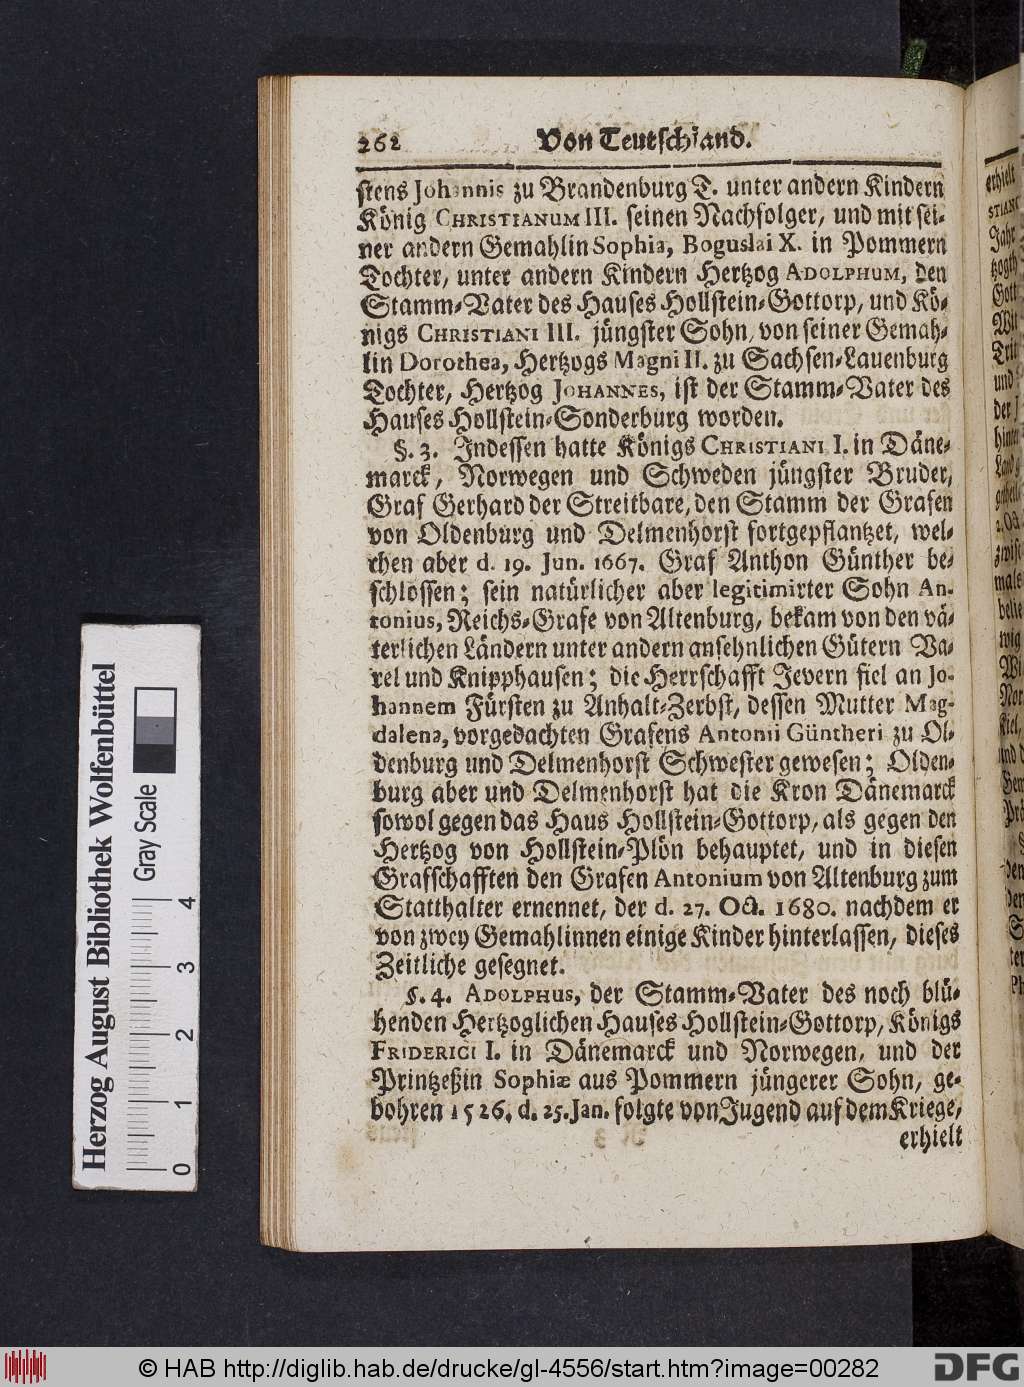 262 Von Teutschland.
stens Johannis zu Brandenburg T. unter andern Kindern
König CHRISTIANUM III. seinen Nachfolger, und mit sei-
ner andern Gemahlin Sophia, Boguslai X. in Pommern
Tochter, unter andern Kindern Hertzog ADOLPHUM, den
Stamm-Vater des Hauses Hollstein-Gottorp, und Kö-
nigs CHRISTIANI III. jüngster Sohn, von seiner Gemah-
lin Dorothea, Hertzogs Magni II. zu Sachsen-Lauenburg
Tochter, Hertzog JOHANNES, ist der Stamm-Vater des
Hauses Hollstein-Sonderburg worden.
§. 3. Indessen hatte Königs CHRISTIANI I. in Däne-
marck, Norwegen und Schweden jüngster Bruder,
Graf Gerhard der Streitbare, den Stamm der Grafen
von Oldenburg und Delmenhorst fortgepflantzet, wel-
chen aber d. 19. Jun. 1667. Graf Anthon Günther be-
schlossen; sein natürlicher aber legitimirter Sohn An-
tonius, Reichs-Grafe von Altenburg, bekam von den vä-
terlichen Ländern unter andern ansehnlichen Gütern Va-
rel und Knipphausen; die Herrschafft Jevern fiel an Jo-
hannem Fürsten zu Anhalt-Zerbst, dessen Mutter Mag-
dalena, vorgedachten Grafens Antonii Güntheri zu Ol-
denburg und Delmenhorst Schwester gewesen; Olden-
burg aber und Delmenhorst hat die Kron Dänemarck
sowol gegen das Haus Hollstein-Gottorp, als gegen den
Hertzog von Hollstein-Plön behauptet, und in diesen
Grafschafften den Grafen Antonium von Altenburg zum
Statthalter ernennet, der d. 27. Oct. 1680. nachdem er
von zwey Gemahlinnen einige Kinder hinterlassen, dieses
Zeitliche gesegnet.
§. 4. ADOLPHUS, der Stamm-Vater des noch blü-
henden Hertzoglichen Hauses Hollstein-Gottorp, Königs
FRIDERICI I. in Dänemarck und Norwegen, und der
Printzeßin Sophiæ aus Pommern jüngerer Sohn, ge-
bohren 1526. d. 25. Jan. folgte von Jugend auf dem Kriege,
erhielt
Herzog August Bibliothek Wolfenbüttel
Gray Scale
0 1 2 3 4
© HAB http://diglib.hab.de/drucke/gl-4556/start.htm?image=00282
DFG